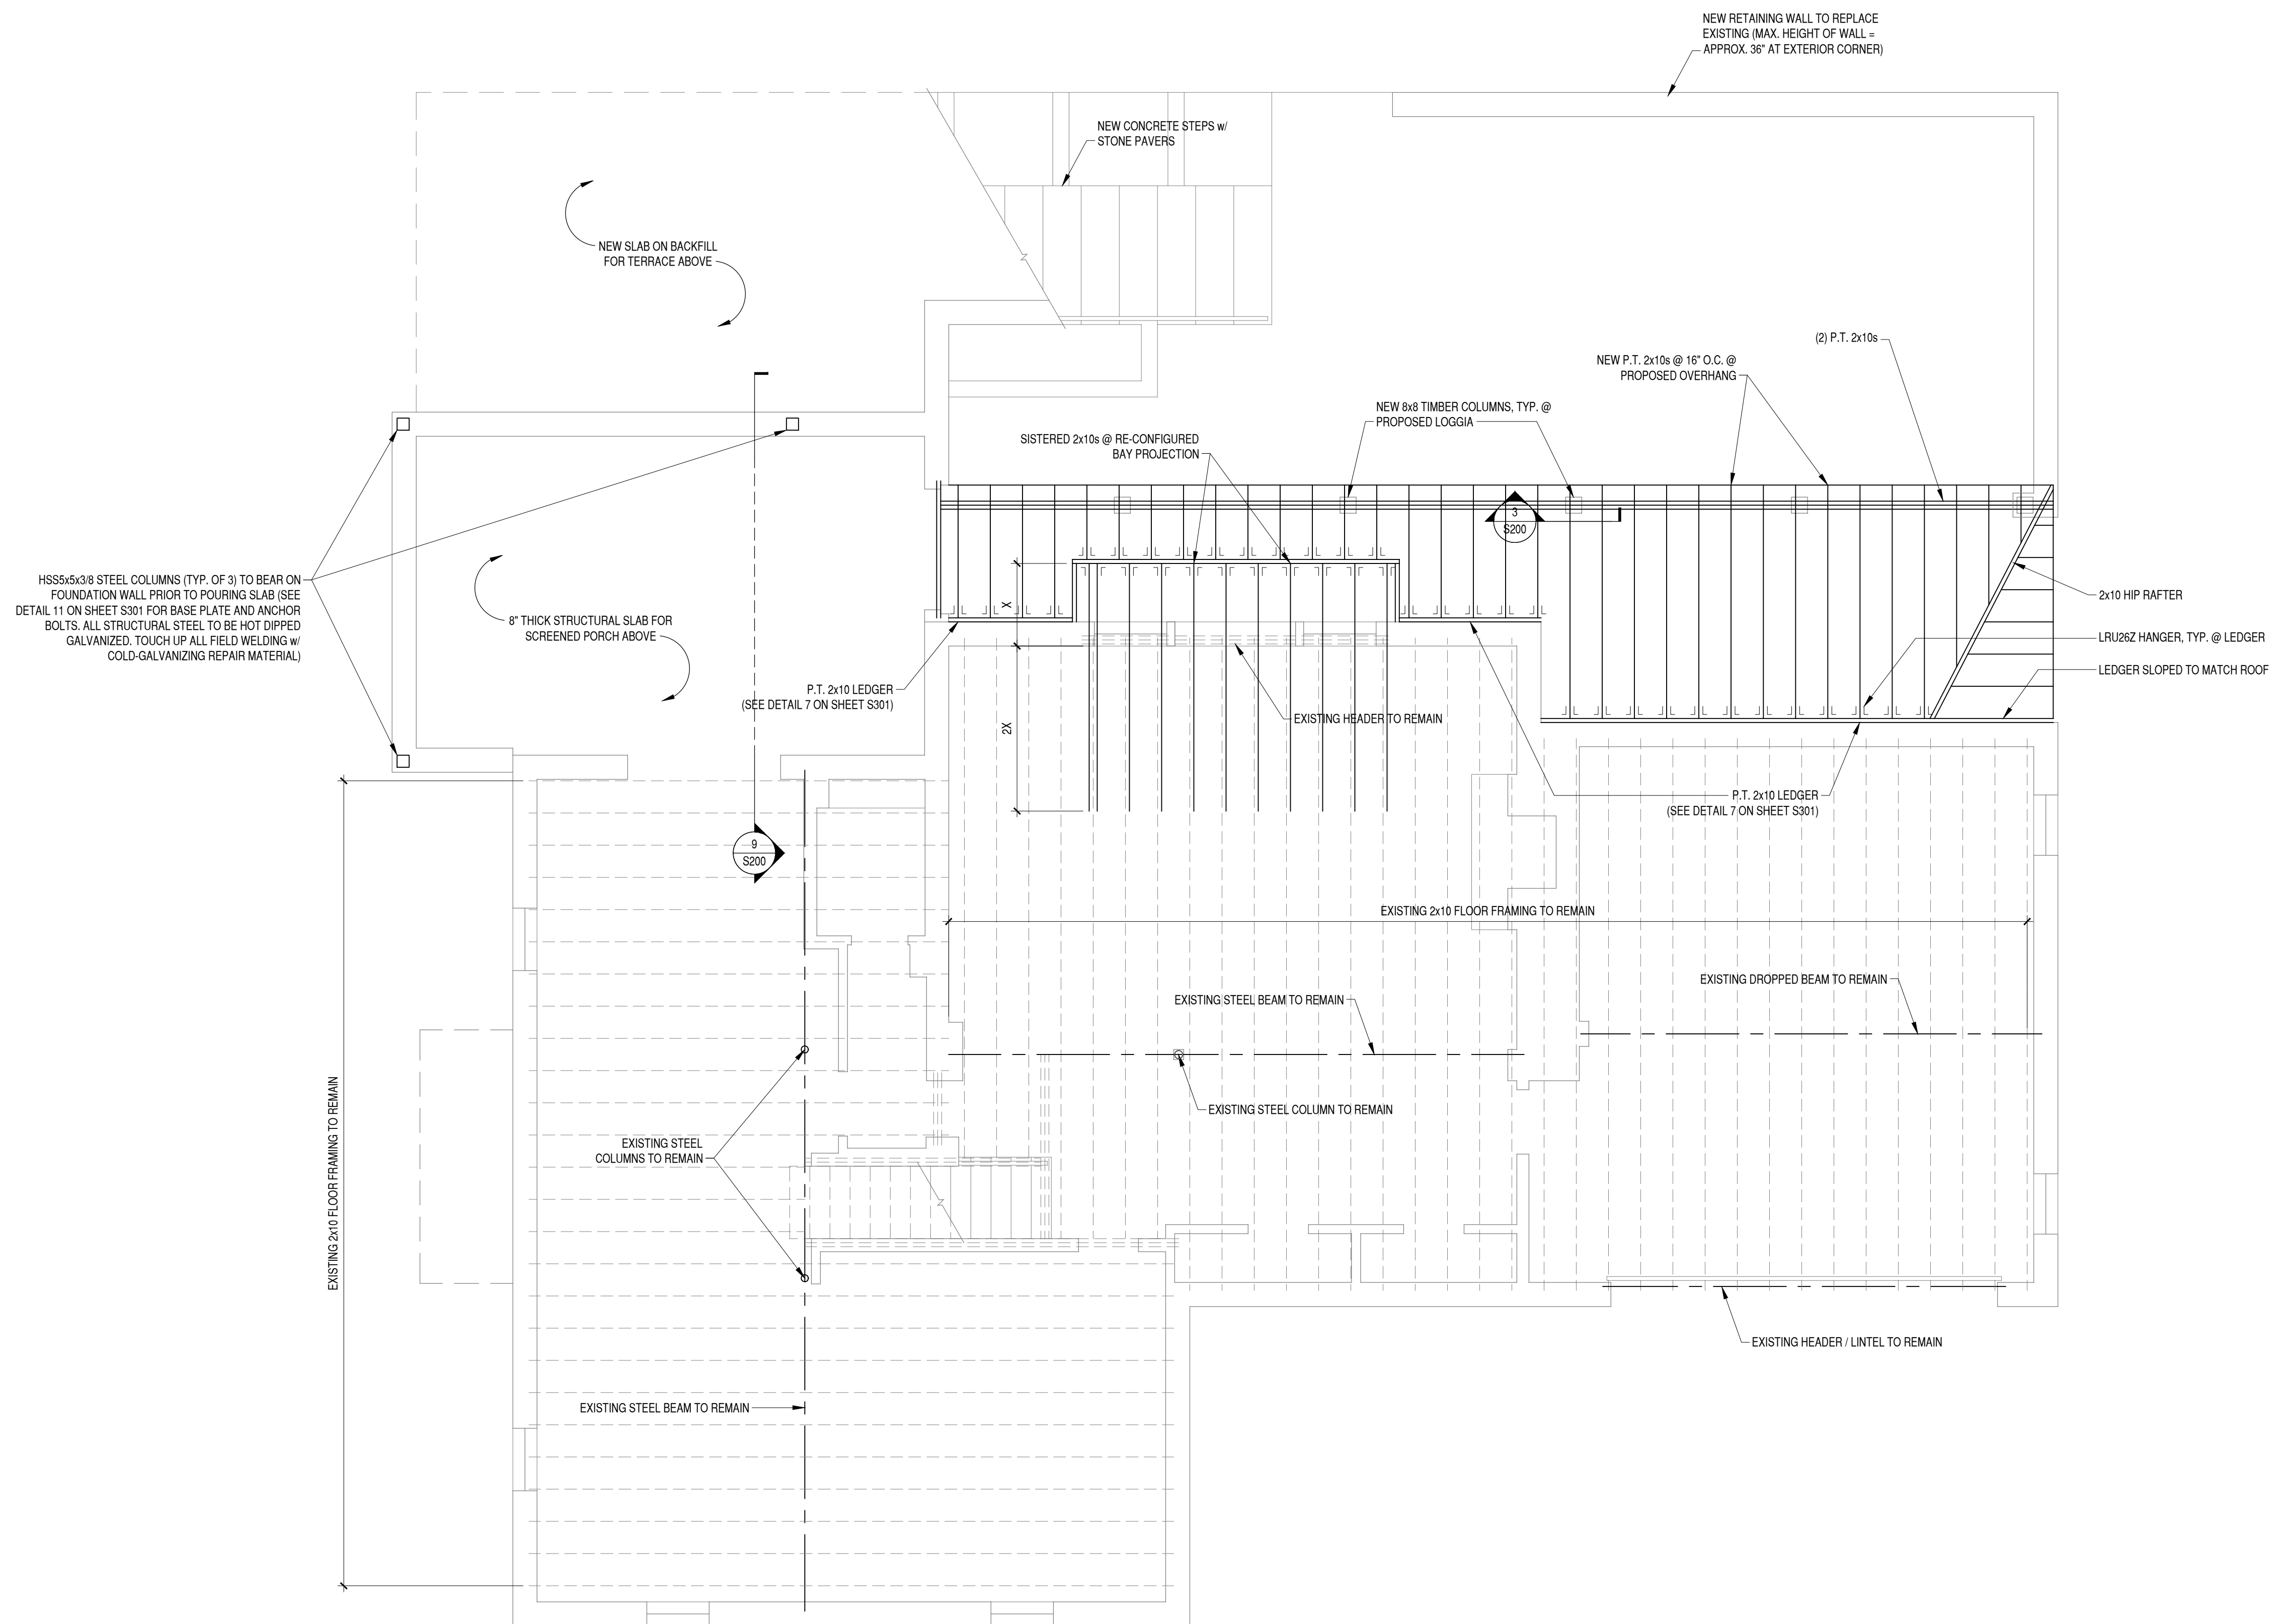 NEW RETAINING WALL TO REPLACE
EXISTING (MAX. HEIGHT OF WALL =
APPROX. 36" AT EXTERIOR CORNER)
NEW CONCRETE STEPS w/
STONE PAVERS
NEW SLAB ON BACKFILL
FOR TERRACE ABOVE
(2) P.T. 2x10s
NEW P.T. 2x10s @ 16" O.C. @
PROPOSED OVERHANG
NEW 8x8 TIMBER COLUMNS, TYP. @
PROPOSED LOGGIA
SISTERED 2x10s @ RE-CONFIGURED
BAY PROJECTION
3
S200
HSS5x5x3/8 STEEL COLUMNS (TYP. OF 3) TO BEAR ON
FOUNDATION WALL PRIOR TO POURING SLAB (SEE
DETAIL 11 ON SHEET S301 FOR BASE PLATE AND ANCHOR
BOLTS. ALL STRUCTURAL STEEL TO BE HOT DIPPED
GALVANIZED. TOUCH UP ALL FIELD WELDING w/
COLD-GALVANIZING REPAIR MATERIAL)
8" THICK STRUCTURAL SLAB FOR
SCREENED PORCH ABOVE
X
2X
2x10 HIP RAFTER
LRU26Z HANGER, TYP. @ LEDGER
LEDGER SLOPED TO MATCH ROOF
P.T. 2x10 LEDGER
(SEE DETAIL 7 ON SHEET S301)
EXISTING HEADER TO REMAIN
P.T. 2x10 LEDGER
(SEE DETAIL 7 ON SHEET S301)
9
S200
EXISTING 2x10 FLOOR FRAMING TO REMAIN
EXISTING DROPPED BEAM TO REMAIN
EXISTING STEEL BEAM TO REMAIN
EXISTING STEEL COLUMN TO REMAIN
EXISTING STEEL
COLUMNS TO REMAIN
EXISTING 2x10 FLOOR FRAMING TO REMAIN
EXISTING HEADER / LINTEL TO REMAIN
EXISTING STEEL BEAM TO REMAIN